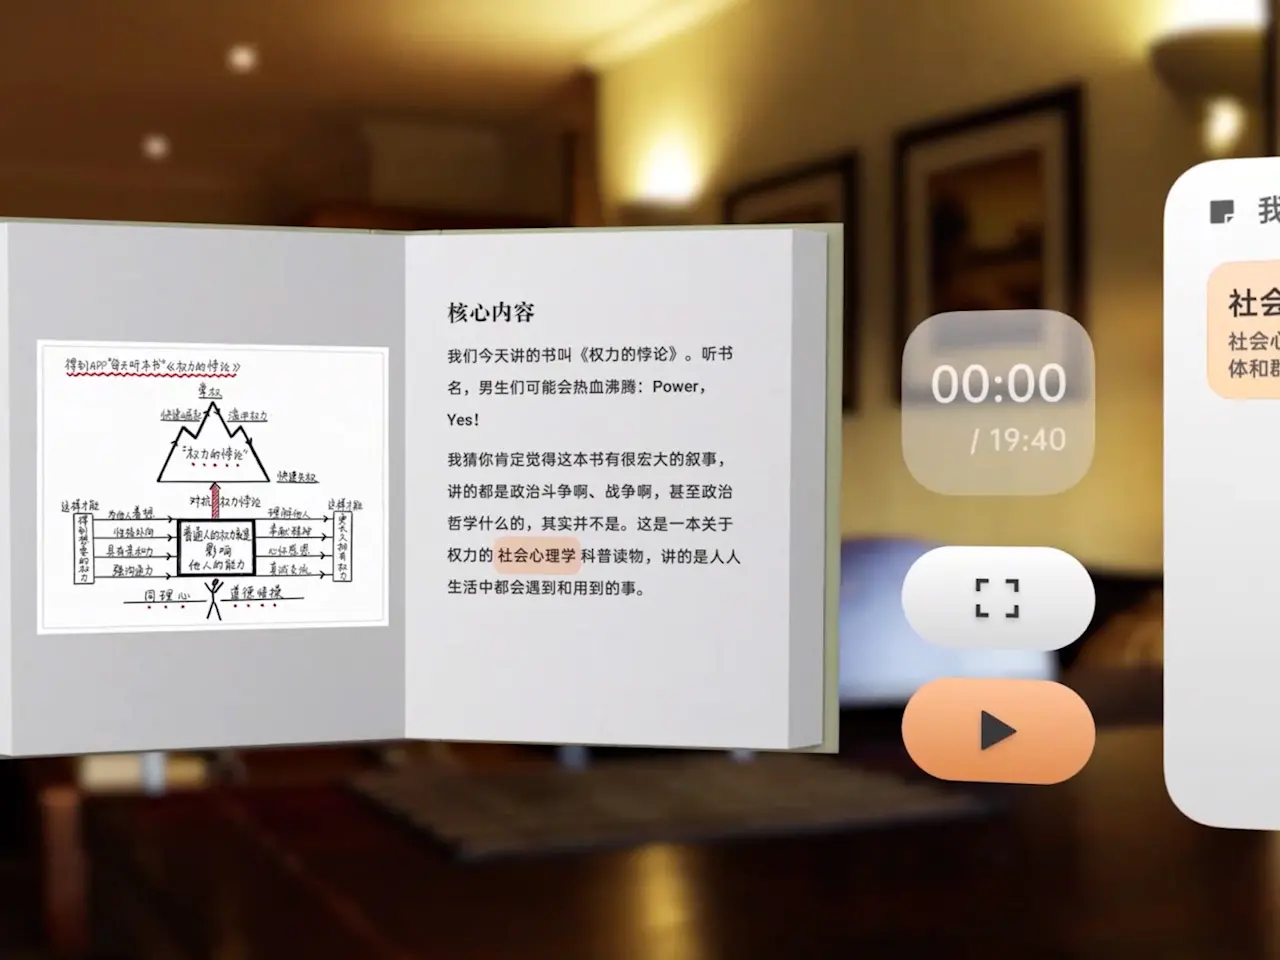 得到APP"每天听本书"《权力的悖论》
掌权
快速崛起
滥用权力
"权力的悖论"
快速失权
对抗 权力悖论
这样才能
得到想要的权力
为他人着想
性格外向
具有亲和力
强沟通力
普通人的权力就是
影响
他人的能力
理解他人
奉献精神
心怀感恩
真诚交流
这样才能
更长久拥有权力
同理心
道德情操
核心内容
我们今天讲的书叫《权力的悖论》。听书
名，男生们可能会热血沸腾：Power，
Yes！
我猜你肯定觉得这本书有很宏大的叙事，
讲的都是政治斗争啊、战争啊，甚至政治
哲学什么的，其实并不是。这是一本关于
权力的 社会心理学 科普读物，讲的是人人
生活中都会遇到和用到的事。
00:00
/ 19:40
我
社会
社会心
体和群